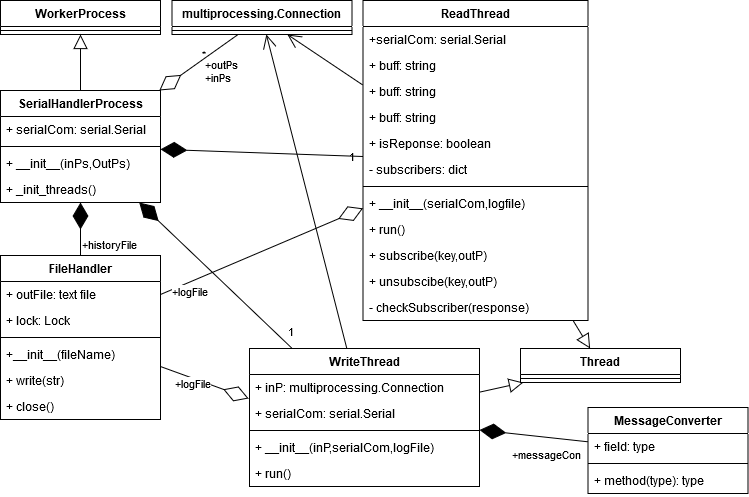 WorkerProcess
multiprocessing.Connection
ReadThread
+serialCom: serial.Serial
+ buff: string
+ buff: string
+ buff: string
+ isReponse: boolean
- subscribers: dict
+ __init__(serialCom,logfile)
+ run()
+ subscribe(key,outP)
+ unsubscibe(key,outP)
- checkSubscriber(response)
*
+outPs
+inPs
SerialHandlerProcess
+ serialCom: serial.Serial
+ __init__(inPs,OutPs)
+ _init_threads()
1
+historyFile
FileHandler
+ outFile: text file
+ lock: Lock
+__init__(fileName)
+ write(str)
+ close()
+logFile
1
+logFile
WriteThread
+ inP: multiprocessing.Connection
+ serialCom: serial.Serial
+ __init__(inP,serialCom,logFile)
+ run()
Thread
+messageCon
MessageConverter
+ field: type
+ method(type): type